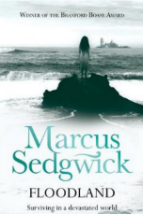 WINNER OF THE BRANFORD BOASE AWARD
Marcus
Sedgwick
FLOODLAND
Surviving in a devastated world